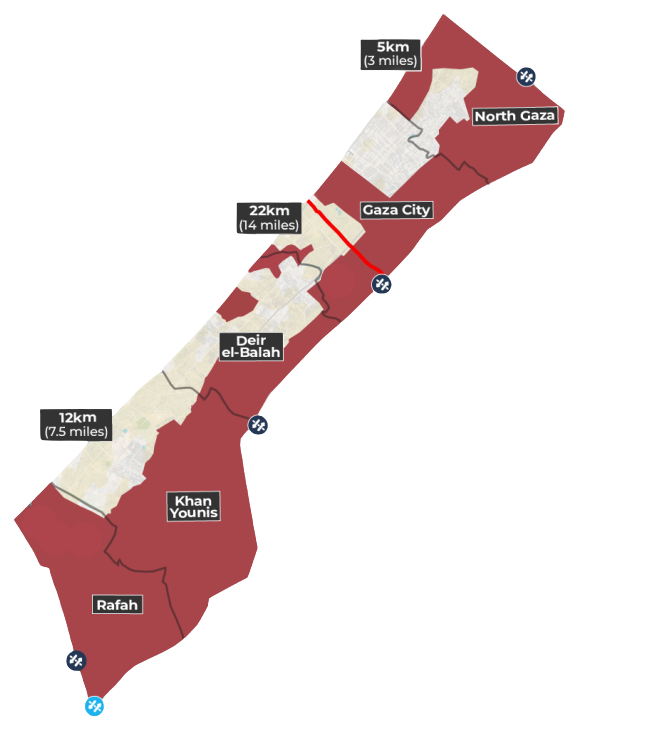 5km
(3 miles)
North Gaza
Gaza City
22km
(14 miles)
Deir
el-Balah
12km
(7.5 miles)
Khan
Younis
Rafah